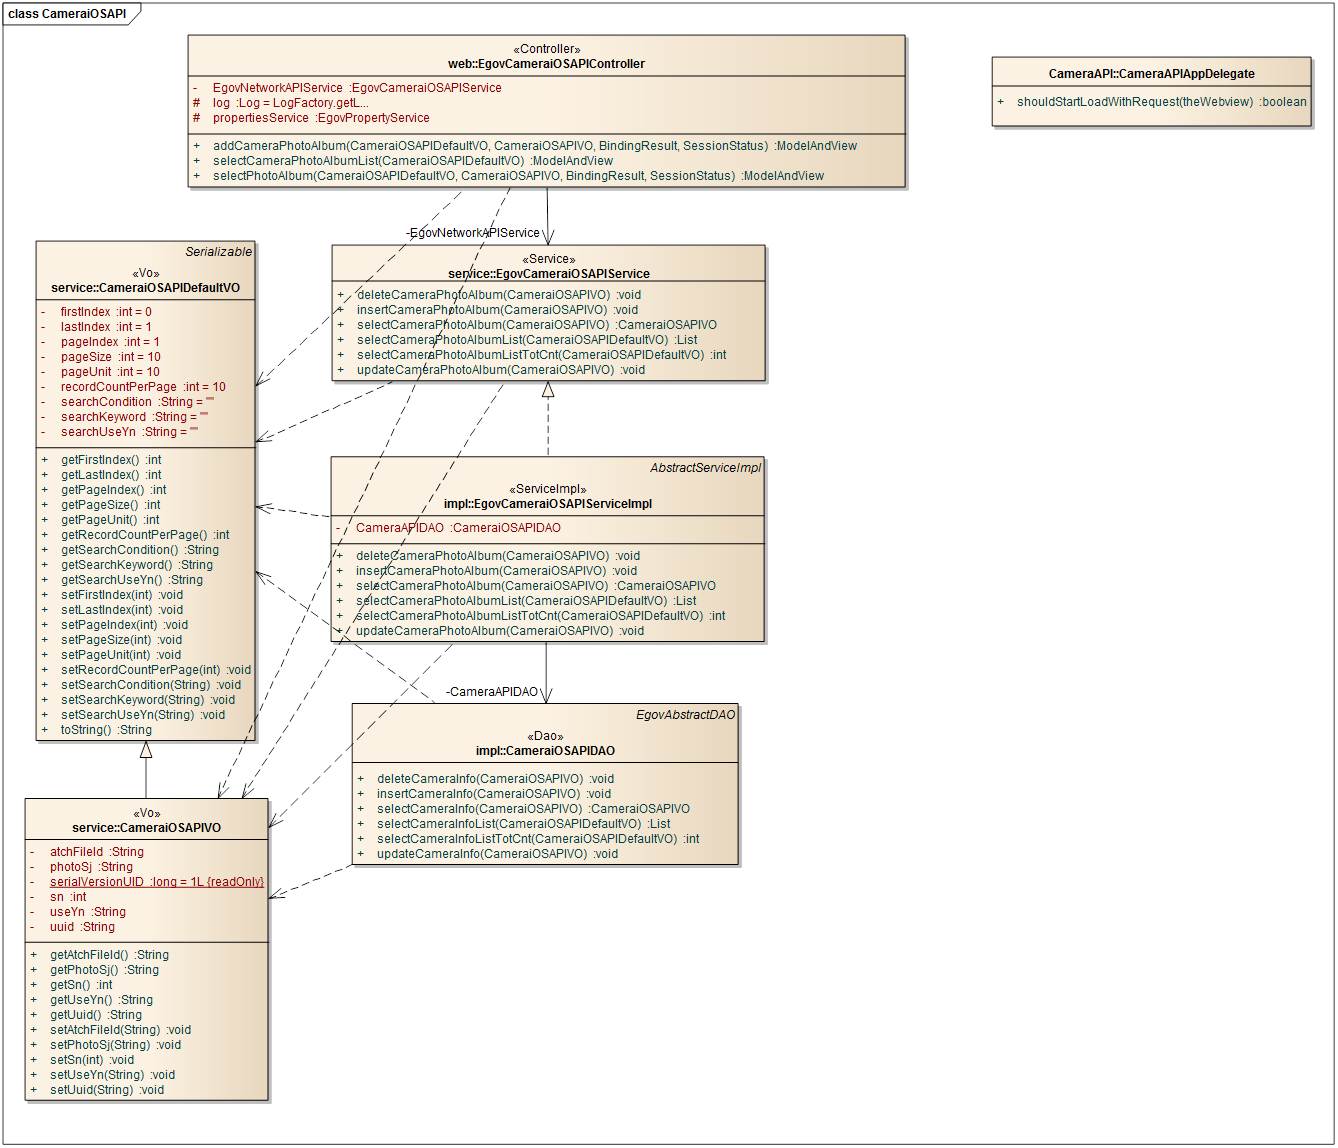 class CameraiOSAPI
«Controller»
web::EgovCameraiOSAPIController
- EgovNetworkAPIService :EgovCameraiOSAPIService
# log :Log = LogFactory.getL...
# propertiesService :EgovPropertyService
+ addCameraPhotoAlbum(CameraiOSAPIDefaultVO, CameraiOSAPIVO, BindingResult, SessionStatus) :ModelAndView
+ selectCameraPhotoAlbumList(CameraiOSAPIDefaultVO) :ModelAndView
+ selectPhotoAlbum(CameraiOSAPIDefaultVO, CameraiOSAPIVO, BindingResult, SessionStatus) :ModelAndView
CameraAPI::CameraAPIAppDelegate
+ shouldStartLoadWithRequest(theWebview) :boolean
-EgovNetworkAPIService
Serializable
«Vo»
service::CameraiOSAPIDefaultVO
- firstIndex :int = 0
- lastIndex :int = 1
- pageIndex :int = 1
- pageSize :int = 10
- pageUnit :int = 10
- recordCountPerPage :int = 10
- searchCondition :String = ""
- searchKeyword :String = ""
- searchUseYn :String = ""
+ getFirstIndex() :int
+ getLastIndex() :int
+ getPageIndex() :int
+ getPageSize() :int
+ getPageUnit() :int
+ getRecordCountPerPage() :int
+ getSearchCondition() :String
+ getSearchKeyword() :String
+ getSearchUseYn() :String
+ setFirstIndex(int) :void
+ setLastIndex(int) :void
+ setPageIndex(int) :void
+ setPageSize(int) :void
+ setPageUnit(int) :void
+ setRecordCountPerPage(int) :void
+ setSearchCondition(String) :void
+ setSearchKeyword(String) :void
+ setSearchUseYn(String) :void
+ toString() :String
«Service»
service::EgovCameraiOSAPIService
+ deleteCameraPhotoAlbum(CameraiOSAPIVO) :void
+ insertCameraPhotoAlbum(CameraiOSAPIVO) :void
+ selectCameraPhotoAlbum(CameraiOSAPIVO) :CameraiOSAPIVO
+ selectCameraPhotoAlbumList(CameraiOSAPIDefaultVO) :List
+ selectCameraPhotoAlbumListTotCnt(CameraiOSAPIDefaultVO) :int
+ updateCameraPhotoAlbum(CameraiOSAPIVO) :void
AbstractServiceImpl
«ServiceImpl»
impl::EgovCameraiOSAPIServiceImpl
- CameraAPIDAO :CameraiOSAPIDAO
+ deleteCameraPhotoAlbum(CameraiOSAPIVO) :void
+ insertCameraPhotoAlbum(CameraiOSAPIVO) :void
+ selectCameraPhotoAlbum(CameraiOSAPIVO) :CameraiOSAPIVO
+ selectCameraPhotoAlbumList(CameraiOSAPIDefaultVO) :List
+ selectCameraPhotoAlbumListTotCnt(CameraiOSAPIDefaultVO) :int
+ updateCameraPhotoAlbum(CameraiOSAPIVO) :void
-CameraAPIDAO
EgovAbstractDAO
«Dao»
impl::CameraiOSAPIDAO
+ deleteCameraInfo(CameraiOSAPIVO) :void
+ insertCameraInfo(CameraiOSAPIVO) :void
+ selectCameraInfo(CameraiOSAPIVO) :CameraiOSAPIVO
+ selectCameraInfoList(CameraiOSAPIDefaultVO) :List
+ selectCameraInfoListTotCnt(CameraiOSAPIDefaultVO) :int
+ updateCameraInfo(CameraiOSAPIVO) :void
«Vo»
service::CameraiOSAPIVO
- atchFileId :String
- photoSj :String
- serialVersionUID :long = 1L {readOnly}
- sn :int
- useYn :String
- uuid :String
+ getAtchFileId() :String
+ getPhotoSj() :String
+ getSn() :int
+ getUseYn() :String
+ getUuid() :String
+ setAtchFileId(String) :void
+ setPhotoSj(String) :void
+ setSn(int) :void
+ setUseYn(String) :void
+ setUuid(String) :void